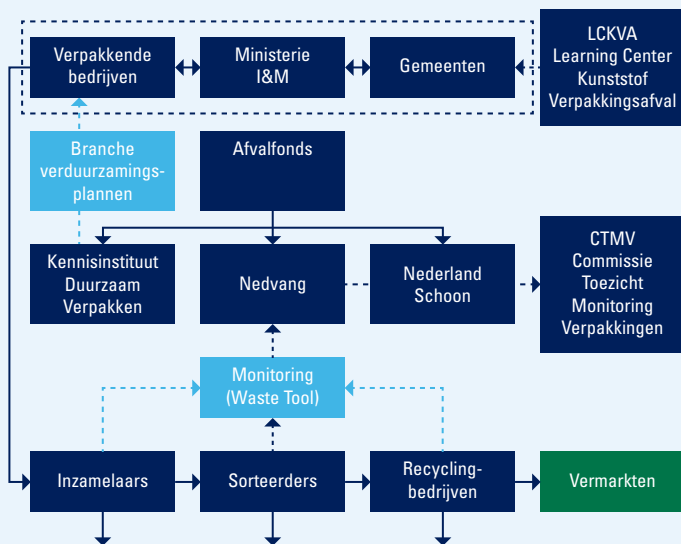 Verpakkende
bedrijven
Ministerie
I&M
Gemeenten
LCKVA
Learning Center
Kunststof
Verpakkingsafval
Branche
verduurzamings-
plannen
Afvalfonds
Kennisinstituut
Duurzaam
Verpakken
Nedvang
Nederland
Schoon
CTMV
Commissie
Toezicht
Monitoring
Verpakkingen
Monitoring
(Waste Tool)
Inzamelaars
Sorteerders
Recycling-
bedrijven
Vermarkten